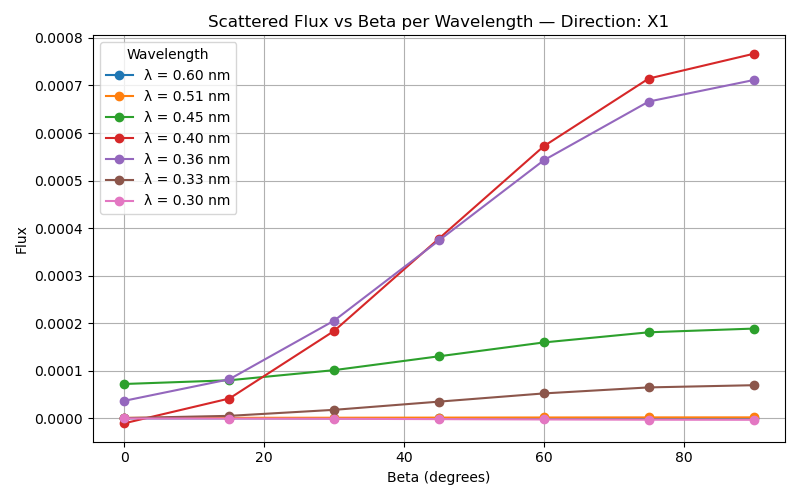 Scattered Flux vs Beta per Wavelength — Direction: X1
Wavelength
λ = 0.60 nm
λ = 0.51 nm
λ = 0.45 nm
λ = 0.40 nm
λ = 0.36 nm
λ = 0.33 nm
λ = 0.30 nm
Flux
0.0008
0.0007
0.0006
0.0005
0.0004
0.0003
0.0002
0.0001
0.0000
0 20 40 60 80
Beta (degrees)